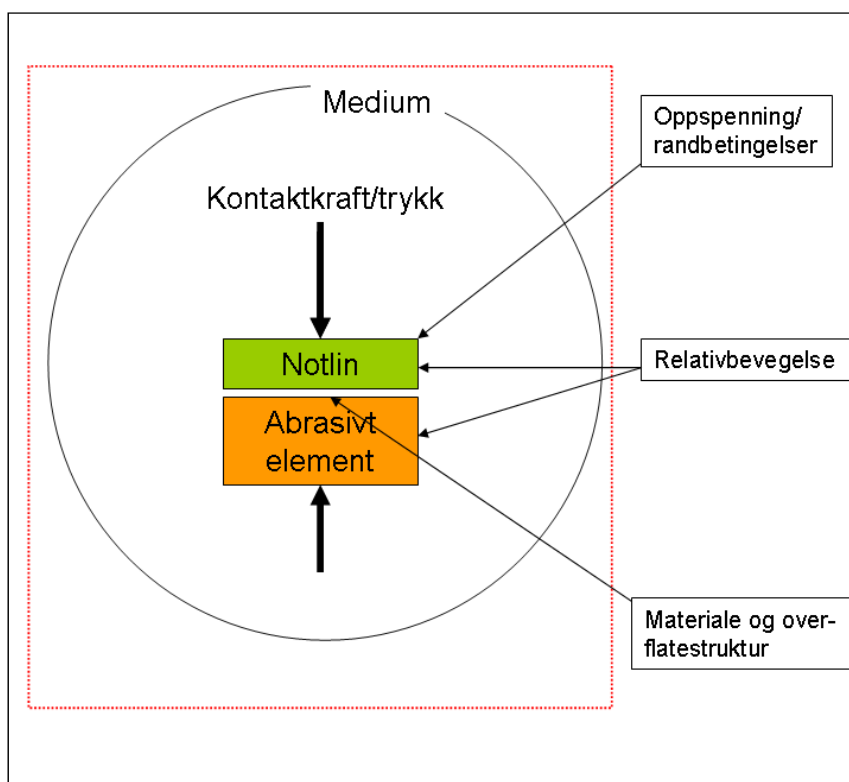 Medium
Oppspenning/
randbetingelser
Kontaktkraft/trykk
Notlin
Relativbevegelse
Abrasivt
element
Materiale og over-
flatestruktur